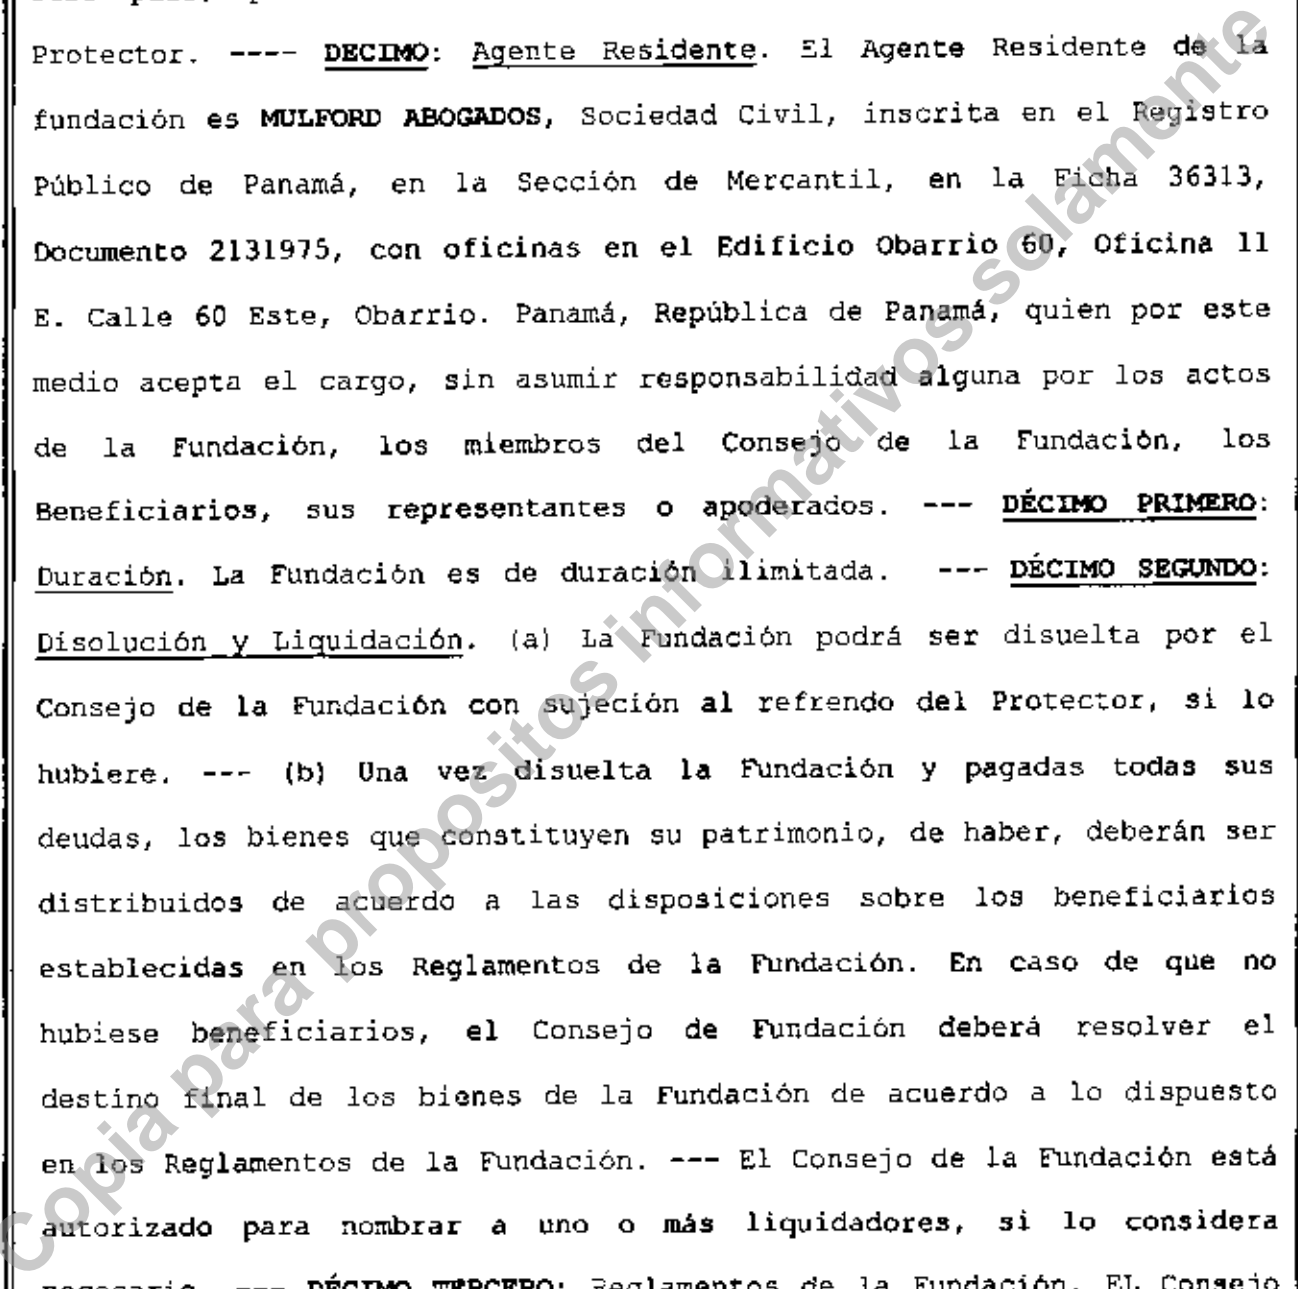 Protector. ---- DECIMO: Agente Residente. El Agente Residente de la
fundación es MULFORD ABOGADOS, Sociedad Civil, inscrita en el Registro
Público de Panamá, en la Sección de Mercantil, en la Ficha 36313,
Documento 2131975, con oficinas en el Edificio Obarrio 60, Oficina 11
E. Calle 60 Este, Obarrio. Panamá, República de Panamá, quien por este
medio acepta el cargo, sin asumir responsabilidad alguna por los actos
de la Fundación, los miembros del Consejo de la Fundación, los
Beneficiarios, sus representantes o apoderados. --- DÉCIMO PRIMERO:
Duración. La Fundación es de duración ilimitada. --- DÉCIMO SEGUNDO:
Disolución y Liquidación. (a) La Fundación podrá ser disuelta por el
Consejo de la Fundación con sujeción al refrendo del Protector, si lo
hubiere. --- (b) Una vez disuelta la Fundación y pagadas todas sus
deudas, los bienes que constituyen su patrimonio, de haber, deberán ser
distribuidos de acuerdo a las disposiciones sobre los beneficiarios
establecidas en los Reglamentos de la Fundación. En caso de que no
hubiese beneficiarios, el Consejo de Fundación deberá resolver el
destino final de los bienes de la Fundación de acuerdo a lo dispuesto
en los Reglamentos de la Fundación. --- El Consejo de la Fundación está
autorizado para nombrar a uno o más liquidadores, si lo considera
necesario. --- DÉCIMO TERCERO: Reglamentos de la Fundación. EL Consejo
Copia para propositos informativos solamente